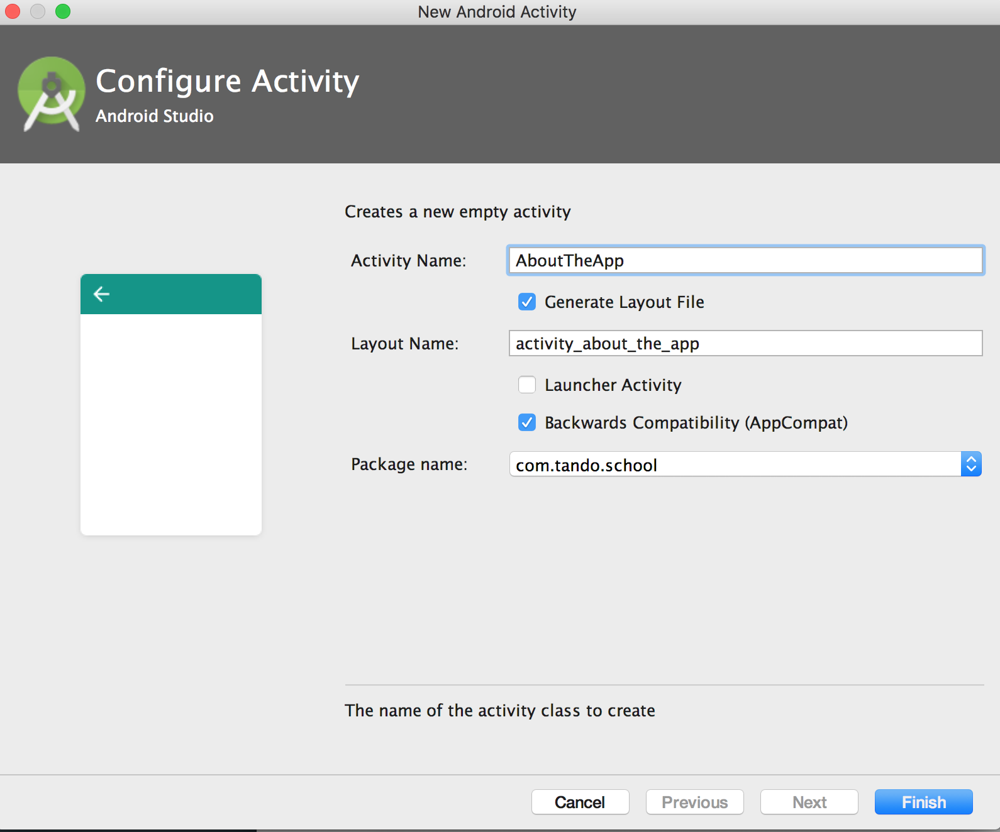 New Android Activity
Configure Activity
Android Studio
Creates a new empty activity
Activity Name: AboutTheApp
Generate Layout File
Layout Name: activity_about_the_app
Launcher Activity
Backwards Compatibility (AppCompat)
Package name: com.tando.school
The name of the activity class to create
Cancel Previous Next Finish